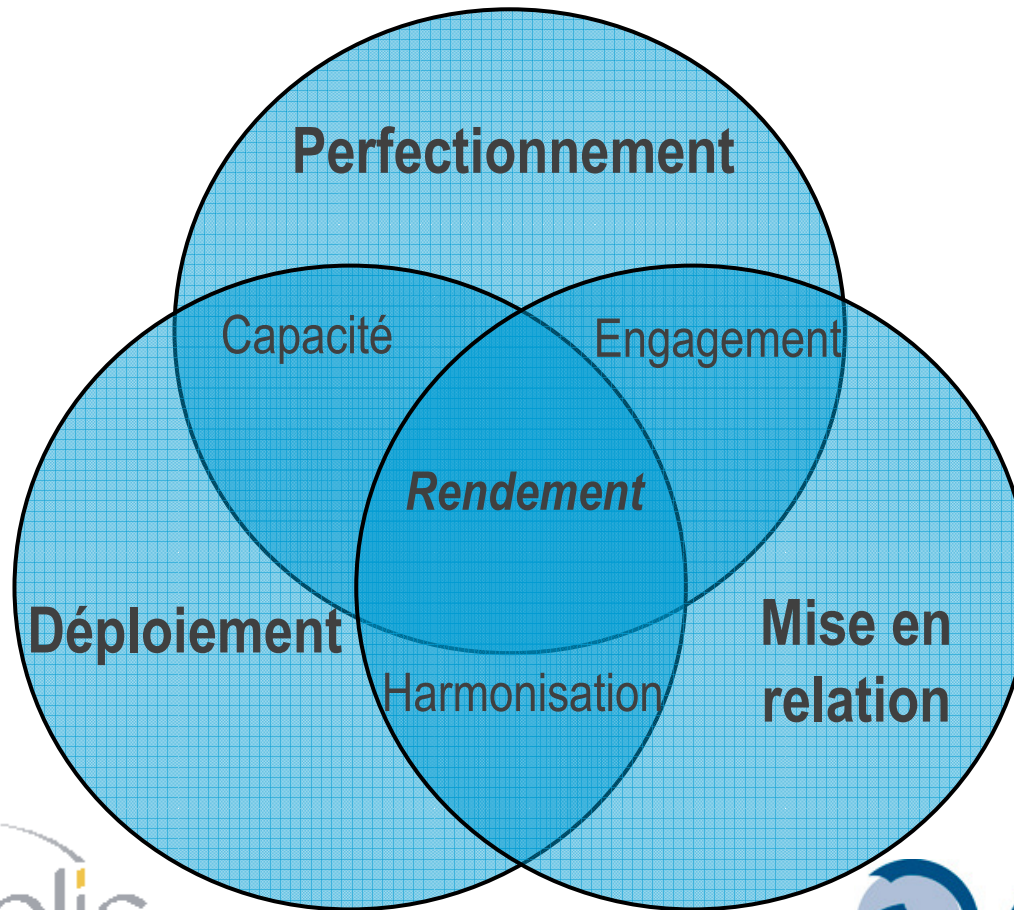 Perfectionnement
Capacité
Engagement
Rendement
Déploiement
Mise en
relation
Harmonisation